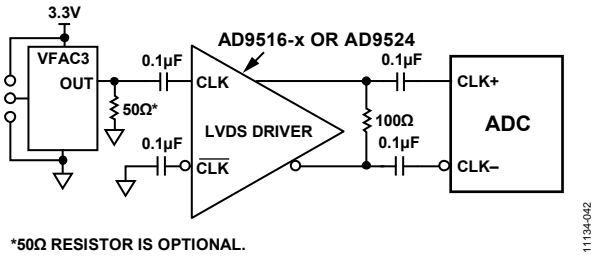 3.3V
VFAC3
OUT
0.1µF
50Ω*
0.1µF
AD9516-x OR AD9524
CLK
LVDS DRIVER
CLK
0.1µF
100Ω
0.1µF
CLK+
ADC
CLK–
*50Ω RESISTOR IS OPTIONAL.
11134-042